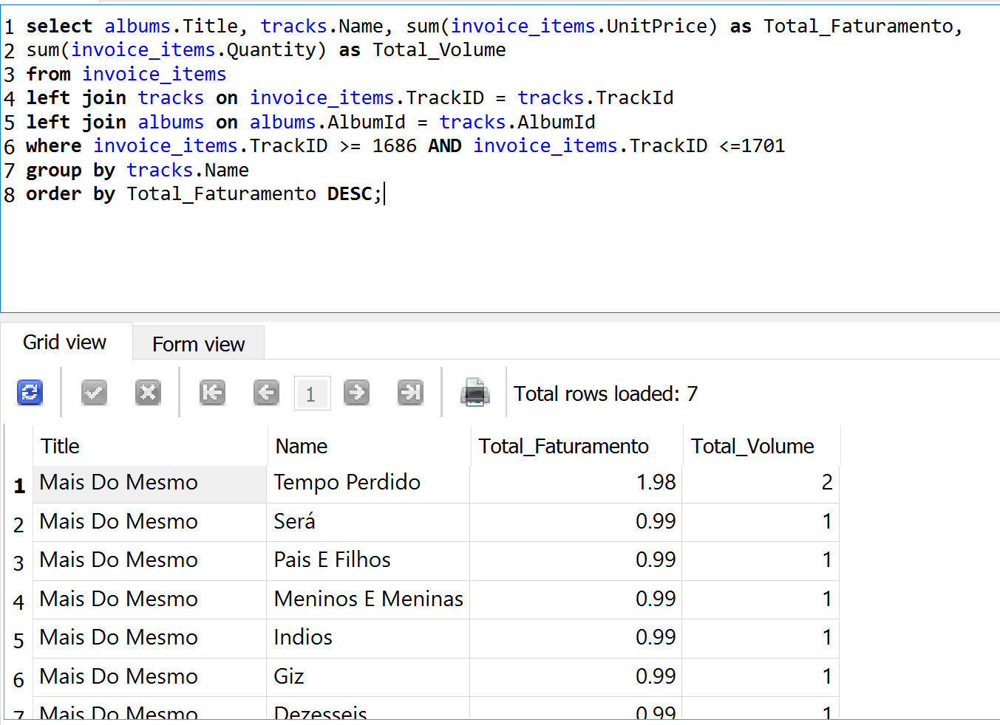 1 select albums.Title, tracks.Name, sum(invoice_items.UnitPrice) as Total_Faturamento,
2 sum(invoice_items.Quantity) as Total_Volume
3 from invoice_items
4 left join tracks on invoice_items.TrackID = tracks.TrackId
5 left join albums on albums.AlbumId = tracks.AlbumId
6 where invoice_items.TrackID >= 1686 AND invoice_items.TrackID <=1701
7 group by tracks.Name
8 order by Total_Faturamento DESC;
Grid view Form view
1 Total rows loaded: 7
Title Name Total_Faturamento Total_Volume
1 Mais Do Mesmo Tempo Perdido 1.98 2
2 Mais Do Mesmo Será 0.99 1
3 Mais Do Mesmo Pais E Filhos 0.99 1
4 Mais Do Mesmo Meninos E Meninas 0.99 1
5 Mais Do Mesmo Indios 0.99 1
6 Mais Do Mesmo Giz 0.99 1
7 Mais Do Mesmo Dezesseis 0.99 1